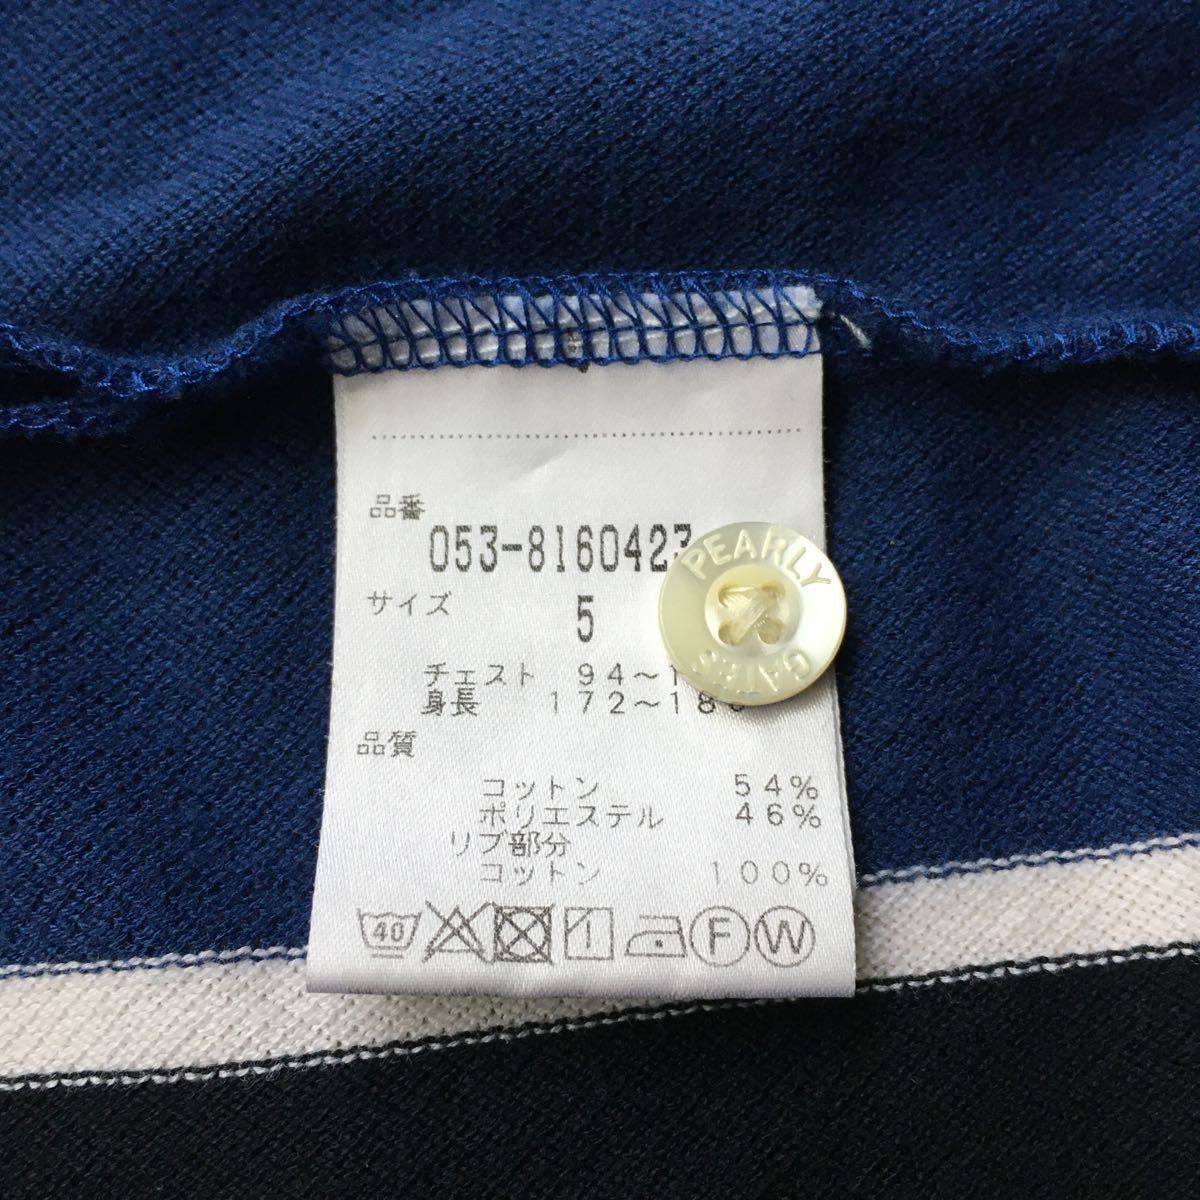 品番
053-8160423
サイズ 5
チェスト 94～1
身長 172～18
品質
コットン 54%
ポリエステル 46%
リブ部分
コットン 100%
40 F W
PEARLY
GATES